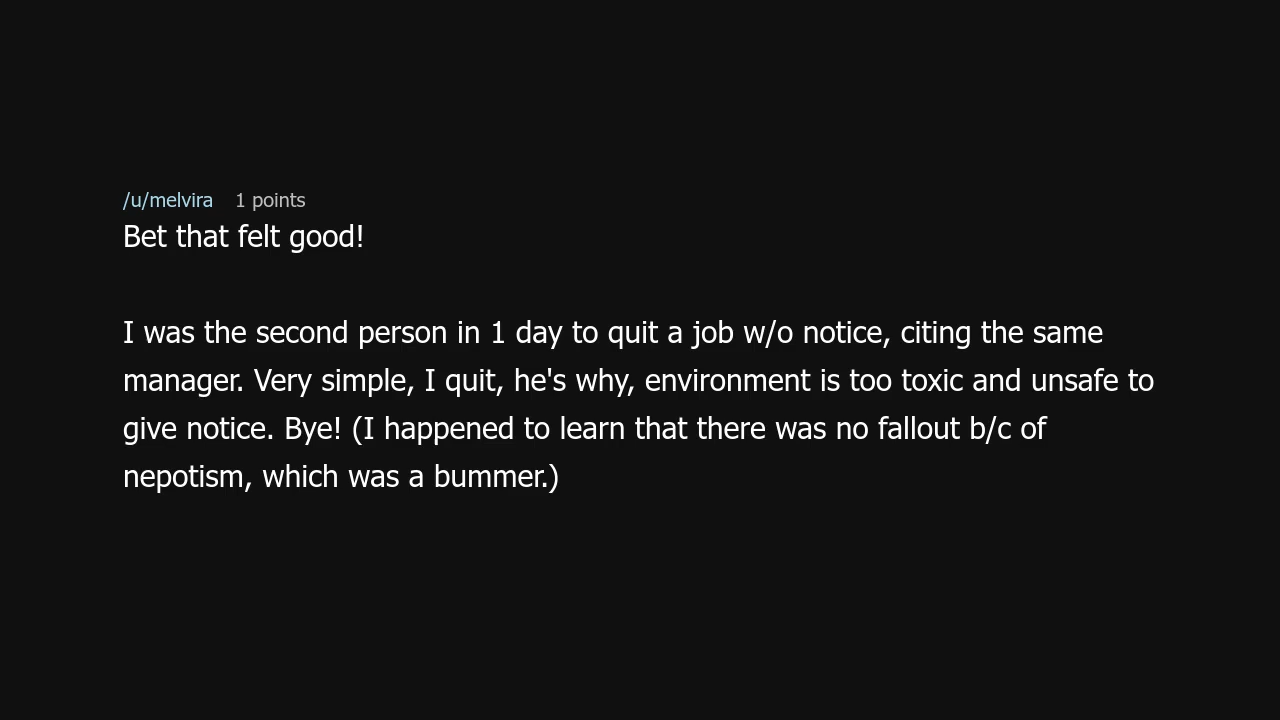 /u/melvira 1 points
Bet that felt good!
I was the second person in 1 day to quit a job w/o notice, citing the same
manager. Very simple, I quit, he's why, environment is too toxic and unsafe to
give notice. Bye! (I happened to learn that there was no fallout b/c of
nepotism, which was a bummer.)